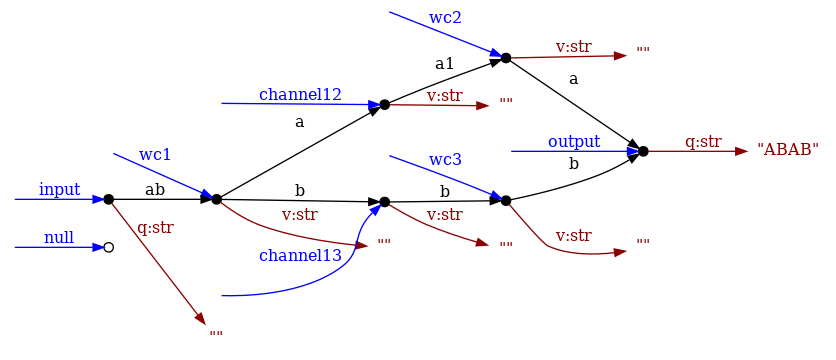 wc2
v:str
""
a1
a
channel12
v:str
""
a
wc1
output
q:str
"ABAB"
wc3
b
input
ab
b
b
v:str
v:str
q:str
null
v:str
""
""
""
channel13
""